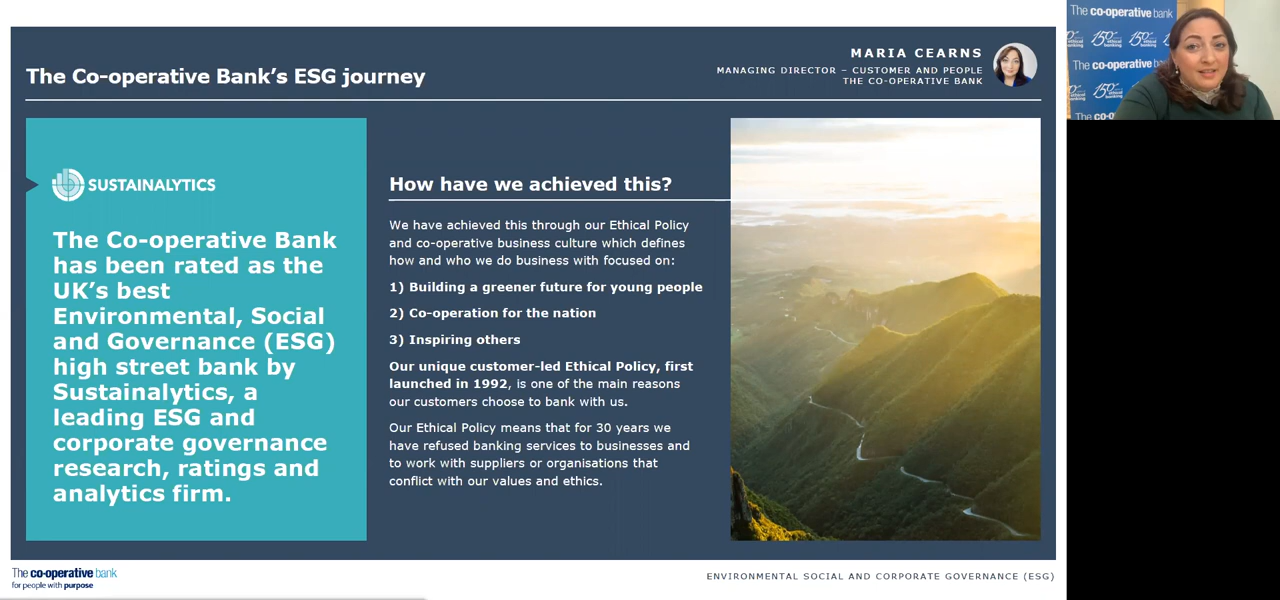 The Co-operative Bank's ESG journey
MARIA CEARNS
MANAGING DIRECTOR – CUSTOMER AND PEOPLE
THE CO-OPERATIVE BANK
SUSTAINALYTICS
The Co-operative Bank
has been rated as the
UK's best
Environmental, Social
and Governance (ESG)
high street bank by
Sustainalytics, a
leading ESG and
corporate governance
research, ratings and
analytics firm.
How have we achieved this?
We have achieved this through our Ethical Policy
and co-operative business culture which defines
how and who we do business with focused on:
1) Building a greener future for young people
2) Co-operation for the nation
3) Inspiring others
Our unique customer-led Ethical Policy, first
launched in 1992, is one of the main reasons
our customers choose to bank with us.
Our Ethical Policy means that for 30 years we
have refused banking services to businesses and
to work with suppliers or organisations that
conflict with our values and ethics.
The co-operative bank
for people with purpose
ENVIRONMENTAL SOCIAL AND CORPORATE GOVERNANCE (ESG)
The co-operative bank
150 150 150
The co-operative
150 150
The co-op